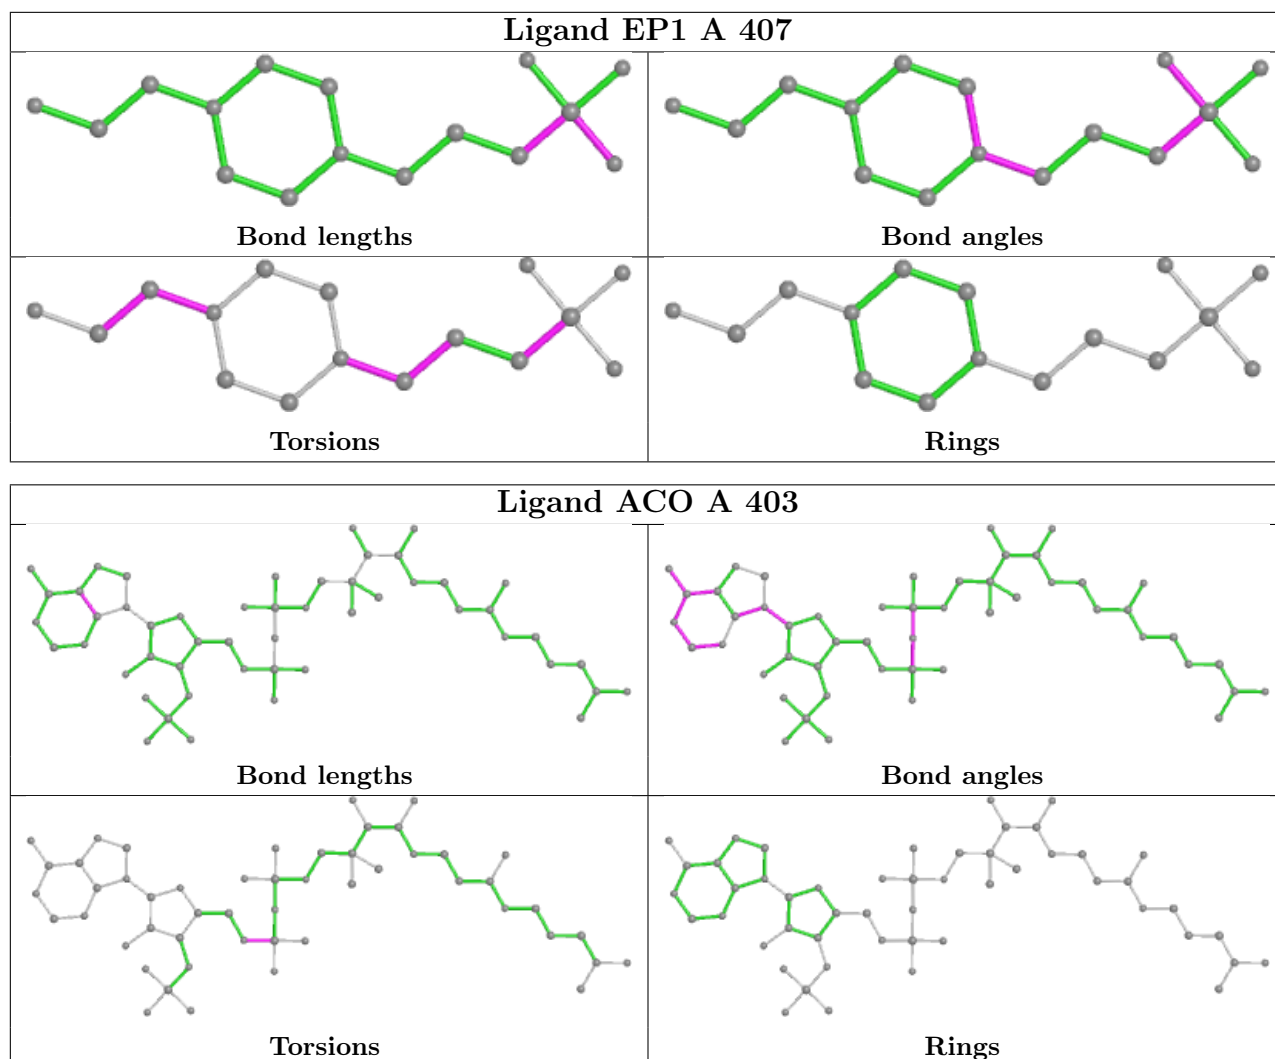 Ligand EP1 A 407
Bond lengths
Bond angles
Torsions
Rings
Ligand ACO A 403
Bond lengths
Bond angles
Torsions
Rings